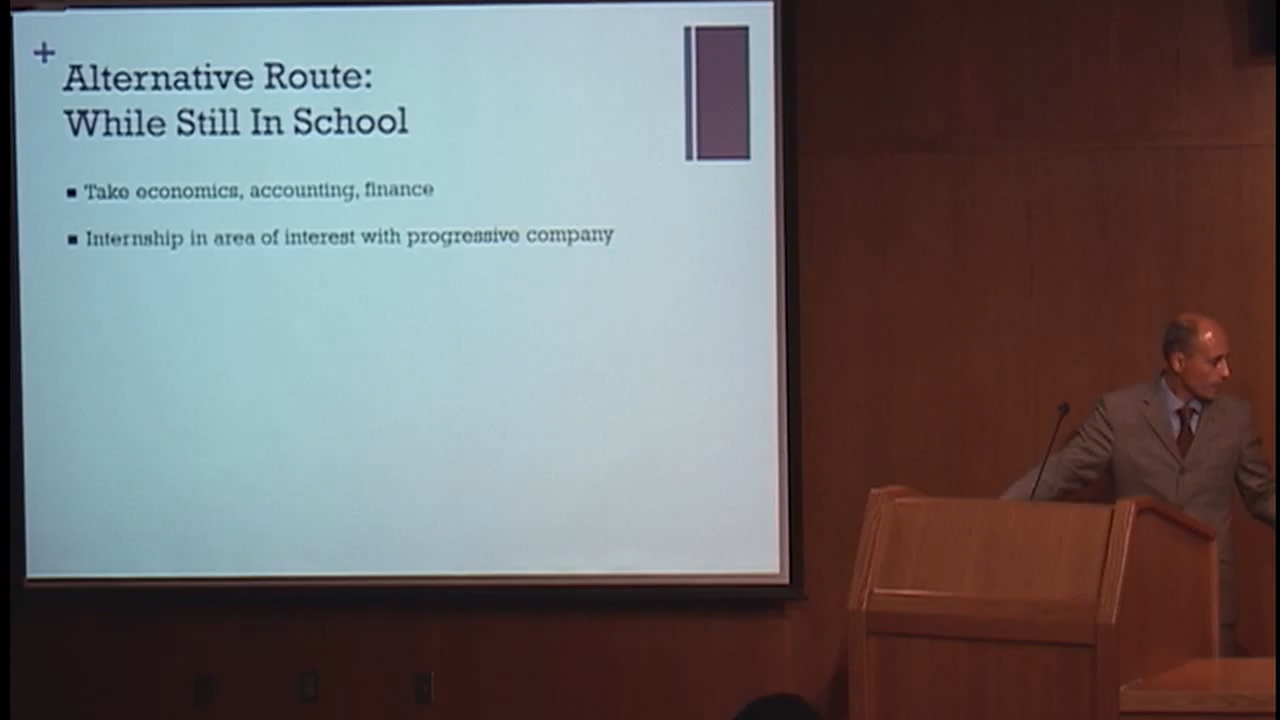 +
Alternative Route:
While Still In School
■ Take economics, accounting, finance
■ Internship in area of interest with progressive company